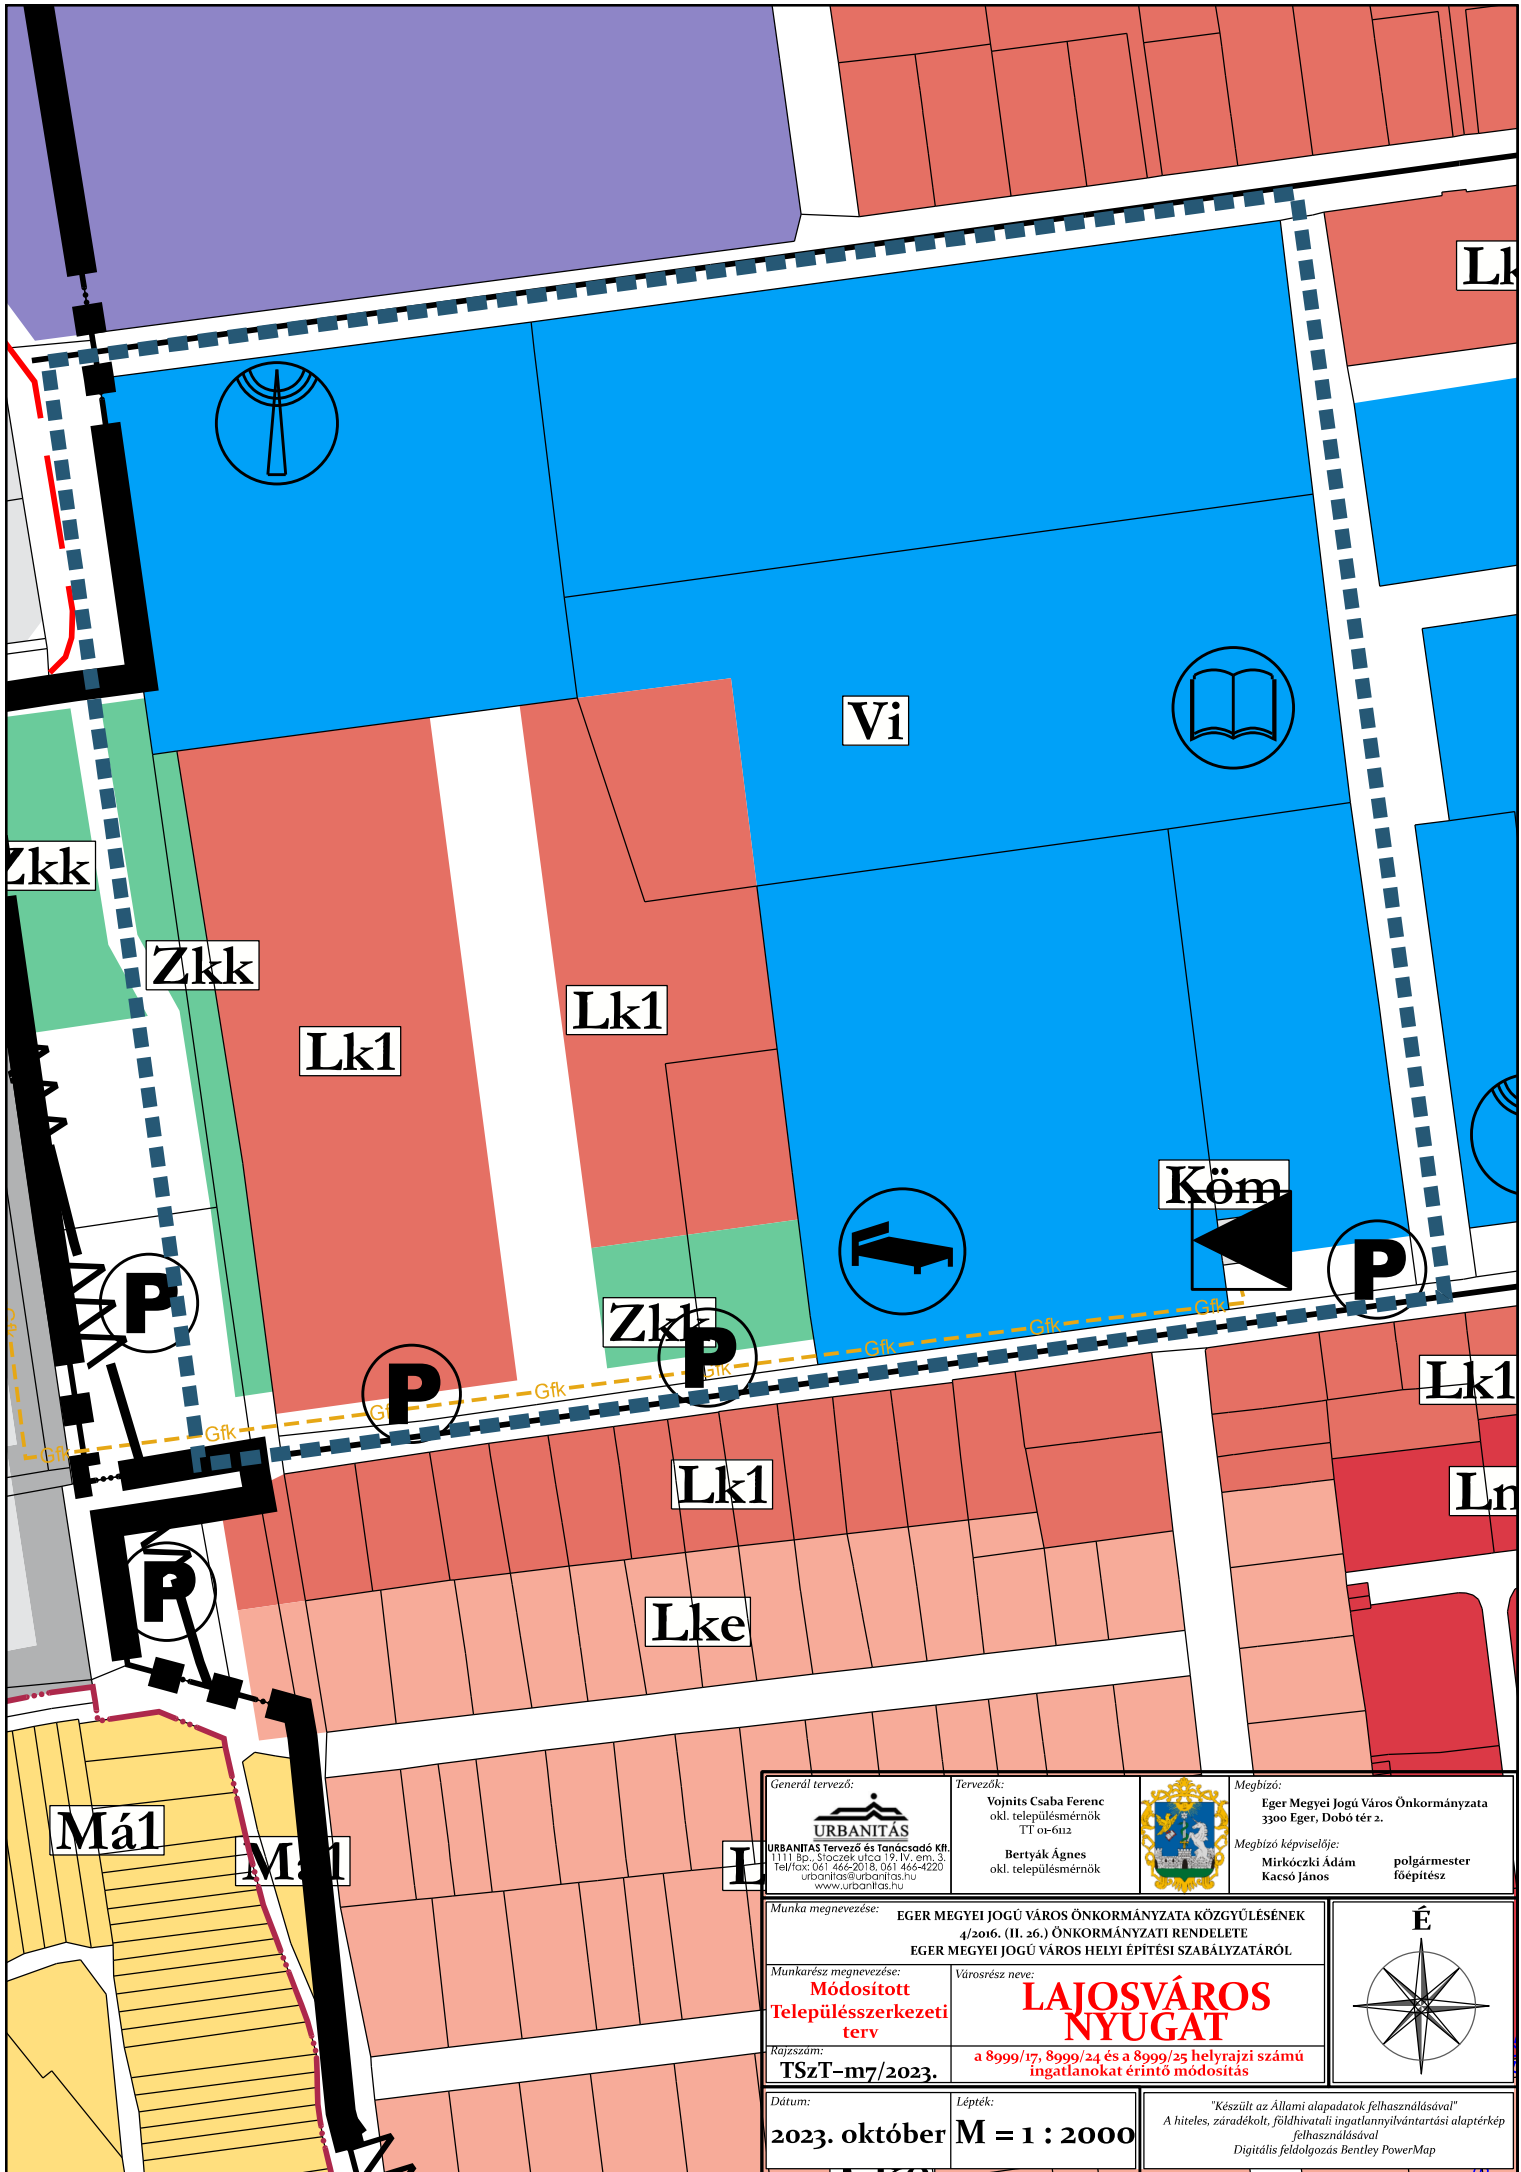 Lk
Vi
Zkk
Zkk
Lk1
Lk1
Köm
P
P
Zkk
P
P
Gfk
Gfk
Gfk
Gfk
Gfk
Gfk
Gfk
Gfk
Lk1
Lk1
Ln
P
Lke
Má1
Má1
L
Generál tervező:
URBANITÁS
URBANITAS Tervező és Tanácsadó Kft.
1111 Bp., Stoczek utca 19. IV. em. 3.
Tel/fax: 061 466-2018, 061 466-4220
urbanitas@urbanitas.hu
www.urbanitas.hu
Tervezők:
Vojnits Csaba Ferenc
okl. településmérnök
TT 01-6112
Bertyák Ágnes
okl. településmérnök
Megbízó:
Eger Megyei Jogú Város Önkormányzata
3300 Eger, Dobó tér 2.
Megbízó képviselője:
Mirkóczki Ádám polgármester
Kacsó János főépítész
Munka megnevezése:
EGER MEGYEI JOGÚ VÁROS ÖNKORMÁNYZATA KÖZGYŰLÉSÉNEK
4/2016. (II. 26.) ÖNKORMÁNYZATI RENDELETE
EGER MEGYEI JOGÚ VÁROS HELYI ÉPÍTÉSI SZABÁLYZATÁRÓL
É
Munkarész megnevezése:
Módosított
Településszerkezeti
terv
Városrész neve:
LAJOSVÁROS
NYUGAT
Rajzszám:
TSzT-m7/2023.
a 8999/17, 8999/24 és a 8999/25 helyrajzi számú
ingatlanokat érintő módosítás
Dátum:
2023. október
Lépték:
M = 1 : 2000
"Készült az Állami alapadatok felhasználásával"
A hiteles, záradékolt, földhivatali ingatlannyilvántartási alaptérkép
felhasználásával
Digitális feldolgozás Bentley PowerMap